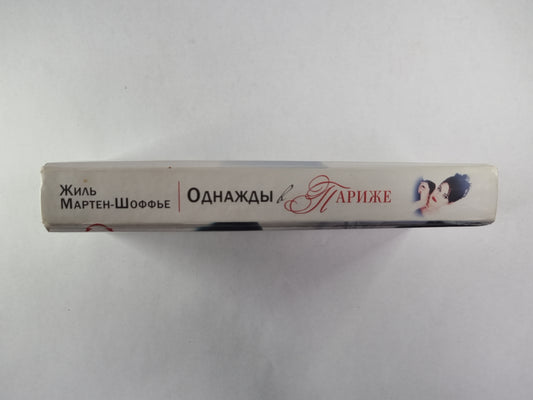 Жиль
Мартен-Шоффье
Однажды в Париже